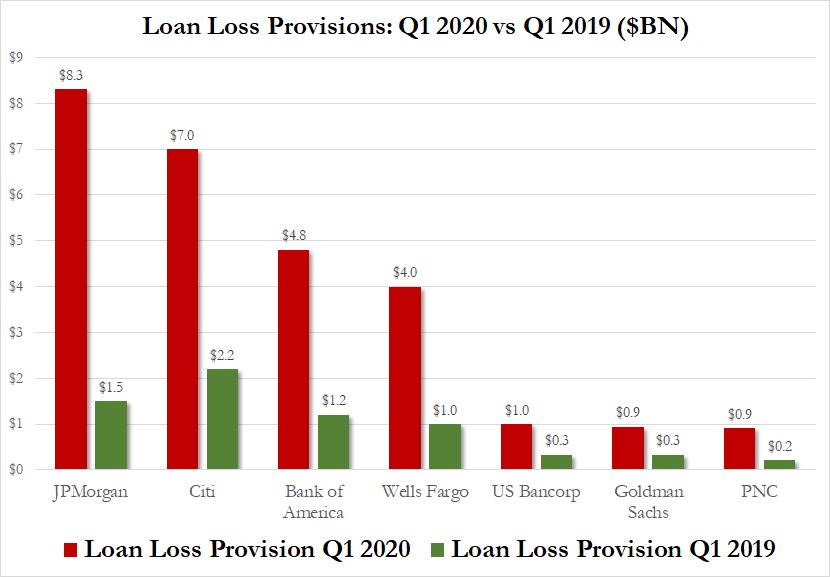 Loan Loss Provisions: Q1 2020 vs Q1 2019 ($BN)
$9
$8
$7
$6
$5
$4
$3
$2
$1
$0
$8.3
$1.5
$7.0
$2.2
$4.8
$1.2
$4.0
$1.0
$1.0
$0.3
$0.9
$0.3
$0.9
$0.2
JPMorgan
Citi
Bank of
America
Wells Fargo
US Bancorp
Goldman
Sachs
PNC
Loan Loss Provision Q1 2020
Loan Loss Provision Q1 2019